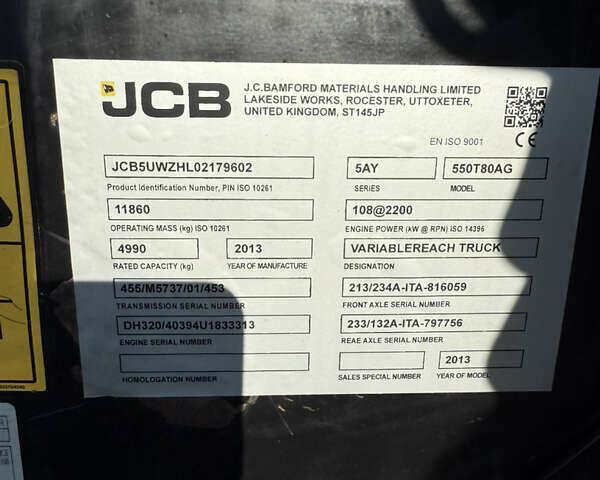 JCB
J.C.BAMFORD MATERIALS HANDLING LIMITED
LAKESIDE WORKS, ROCESTER, UTTOXETER,
UNITED KINGDOM, ST145JP
EN ISO 9001
CE
JCB5UWZHL02179602
Product Identification Number, PIN ISO 10261
5AY
SERIES
550T80AG
MODEL
11860
OPERATING MASS (kg) ISO 10261
108@2200
ENGINE POWER (kW @ RPN) ISO 14396
4990
RATED CAPACITY (kg)
2013
YEAR OF MANUFACTURE
VARIABLEREACH TRUCK
DESIGNATION
455/M5737/01/453
TRANSMISSION SERIAL NUMBER
213/234A-ITA-816059
FRONT AXLE SERIAL NUMBER
DH320/40394U1833313
ENGINE SERIAL NUMBER
233/132A-ITA-797756
REAE AXLE SERIAL NUMBER
HOMOLOGATION NUMBER
SALES SPECIAL NUMBER
2013
YEAR OF MODEL